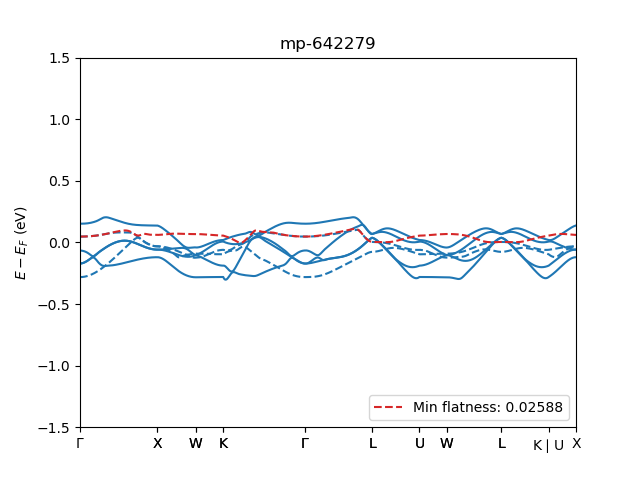 mp-642279
E − E_F (eV)
1.5
1.0
0.5
0.0
−0.5
−1.0
−1.5
Min flatness: 0.02588
Γ X W K Γ L U W L K | U X